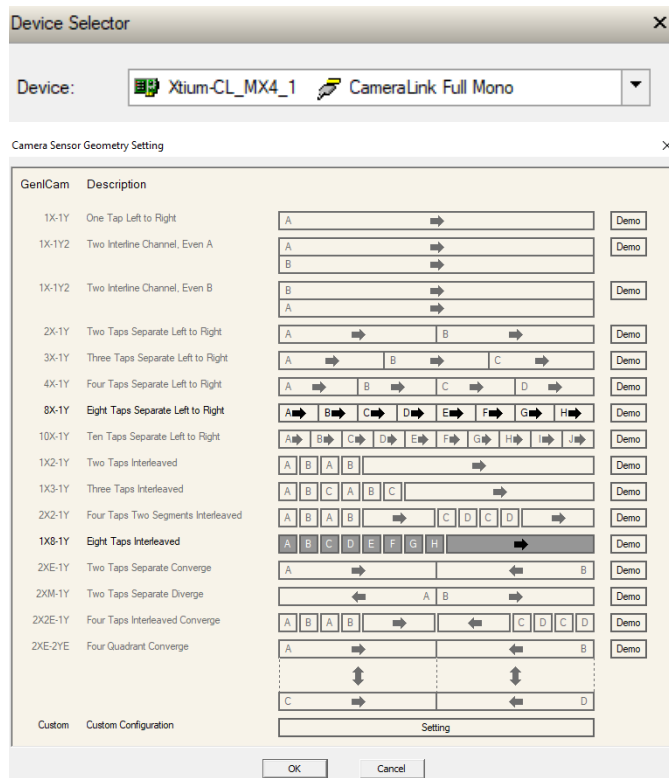 Device Selector
Device: Xtium-CL_MX4_1 CameraLink Full Mono
Camera Sensor Geometry Setting
GenICam Description
1X-1Y One Tap Left to Right A Demo
1X-1Y2 Two Interline Channel, Even A A Demo
B
1X-1Y2 Two Interline Channel, Even B B Demo
A
2X-1Y Two Taps Separate Left to Right A B Demo
3X-1Y Three Taps Separate Left to Right A B C Demo
4X-1Y Four Taps Separate Left to Right A B C D Demo
8X-1Y Eight Taps Separate Left to Right A B C D E F G H Demo
10X-1Y Ten Taps Separate Left to Right A B C D E F G H I J Demo
1X2-1Y Two Taps Interleaved A B A B Demo
1X3-1Y Three Taps Interleaved A B C A B C Demo
2X2-1Y Four Taps Two Segments Interleaved A B A B C D C D Demo
1X8-1Y Eight Taps Interleaved A B C D E F G H Demo
2XE-1Y Two Taps Separate Converge A B Demo
2XM-1Y Two Taps Separate Diverge A B Demo
2X2E-1Y Four Taps Interleaved Converge A B A B C D C D Demo
2XE-2YE Four Quadrant Converge A B Demo
C D
Custom Custom Configuration Setting
OK Cancel